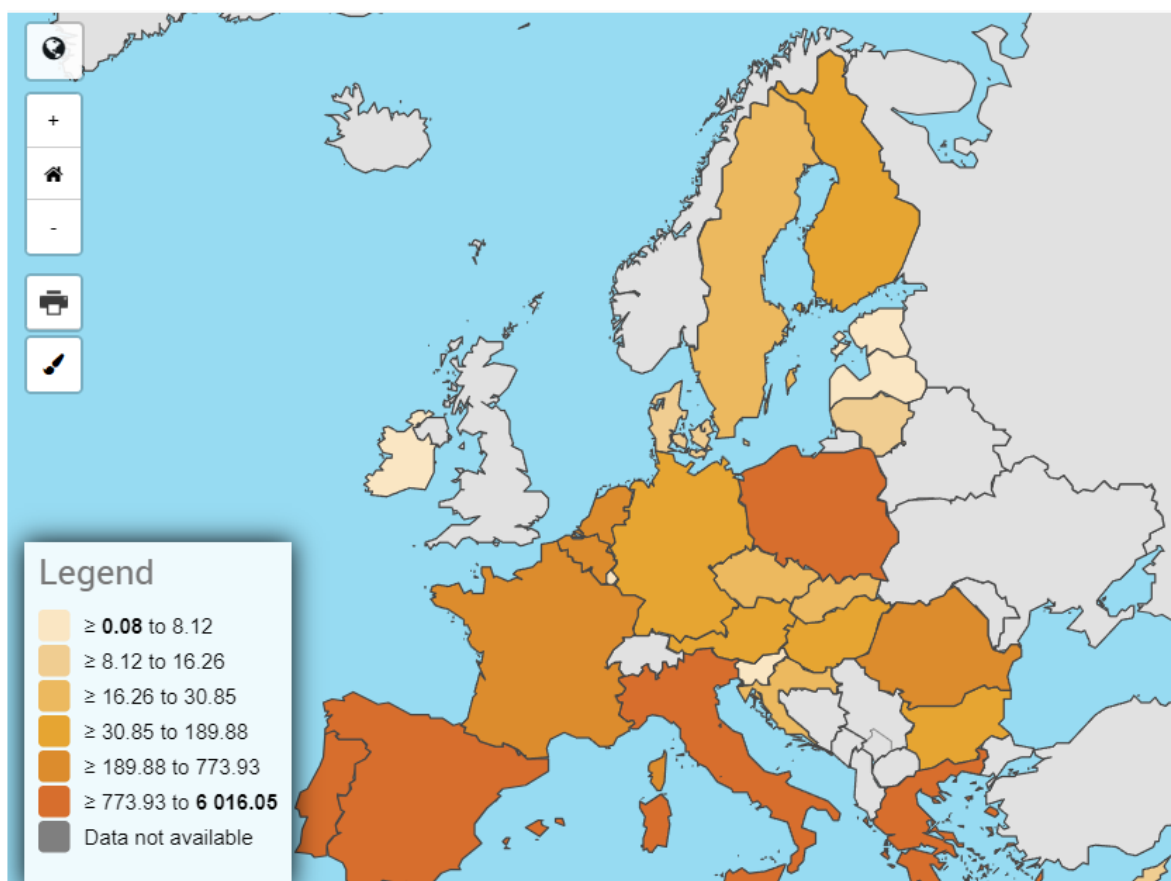 +
-
Legend
≥ 0.08 to 8.12
≥ 8.12 to 16.26
≥ 16.26 to 30.85
≥ 30.85 to 189.88
≥ 189.88 to 773.93
≥ 773.93 to 6 016.05
Data not available